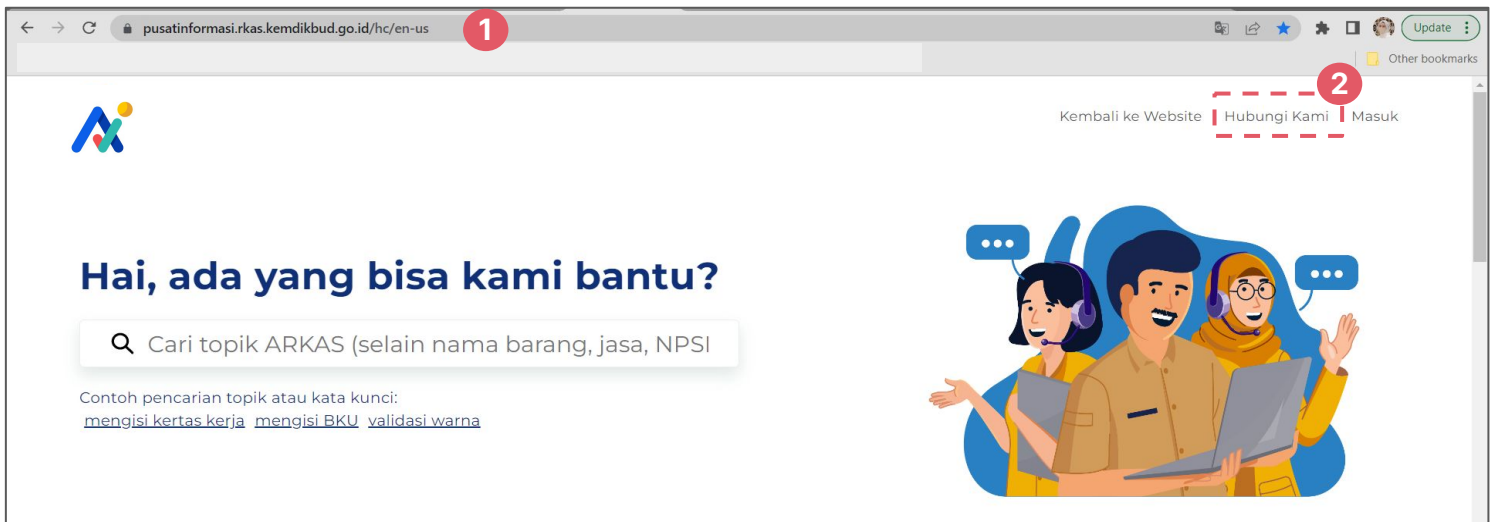 pusatinformasi.rkas.kemdikbud.go.id/hc/en-us
1
Update
Other bookmarks
2
Kembali ke Website Hubungi Kami Masuk
Hai, ada yang bisa kami bantu?
Cari topik ARKAS (selain nama barang, jasa, NPSI
Contoh pencarian topik atau kata kunci:
mengisi kertas kerja mengisi BKU validasi warna